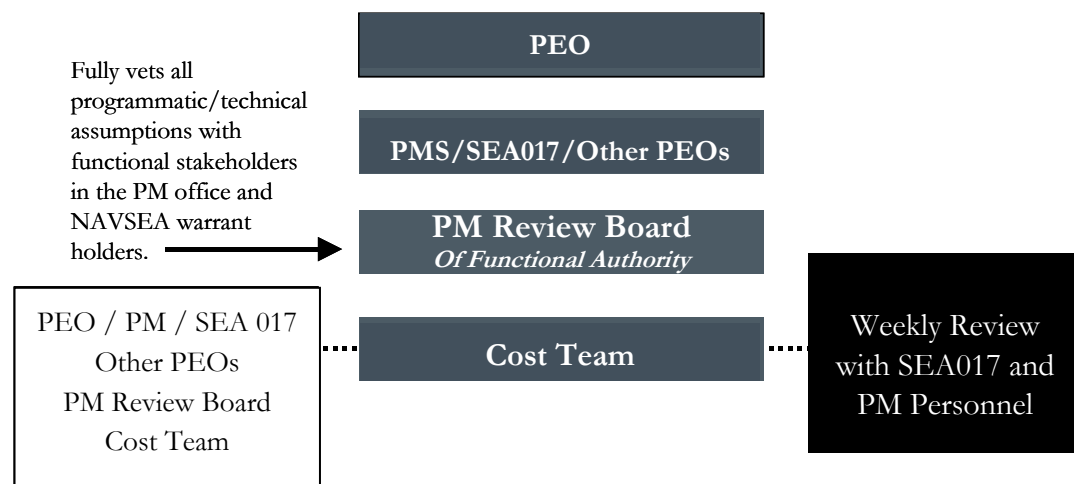 PEO
Fully vets all
programmatic/technical
assumptions with
functional stakeholders
in the PM office and
NAVSEA warrant
holders.
PMS/SEA017/Other PEOs
PM Review Board
Of Functional Authority
PEO / PM / SEA 017
Other PEOs
PM Review Board
Cost Team
Cost Team
Weekly Review
with SEA017 and
PM Personnel